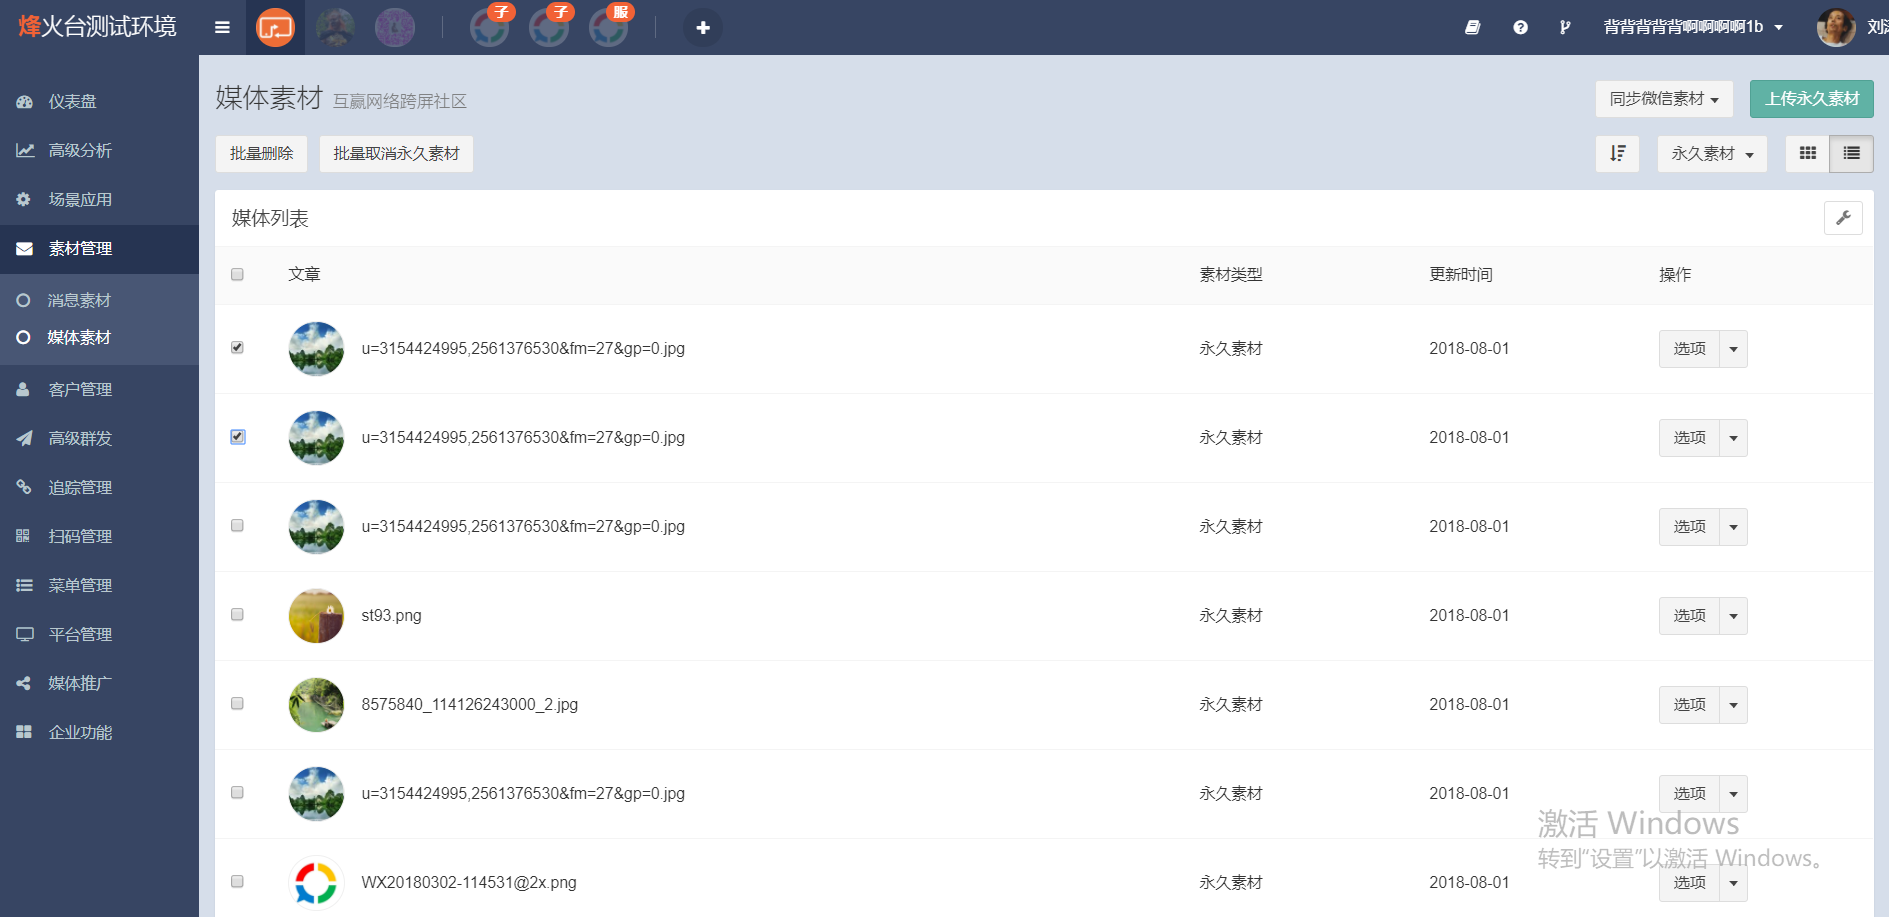 烽火台测试环境
子
子
服
背背背背背啊啊啊啊1b
仪表盘
高级分析
场景应用
素材管理
消息素材
媒体素材
客户管理
高级群发
追踪管理
扫码管理
菜单管理
平台管理
媒体推广
企业功能
媒体素材 互赢网络跨屏社区
同步微信素材
上传永久素材
批量删除
批量取消永久素材
永久素材
媒体列表
文章 素材类型 更新时间 操作
u=3154424995,2561376530&fm=27&gp=0.jpg 永久素材 2018-08-01 选项
u=3154424995,2561376530&fm=27&gp=0.jpg 永久素材 2018-08-01 选项
u=3154424995,2561376530&fm=27&gp=0.jpg 永久素材 2018-08-01 选项
st93.png 永久素材 2018-08-01 选项
8575840_114126243000_2.jpg 永久素材 2018-08-01 选项
u=3154424995,2561376530&fm=27&gp=0.jpg 永久素材 2018-08-01 选项
WX20180302-114531@2x.png 永久素材 2018-08-01 选项
激活 Windows
转到“设置”以激活 Windows。